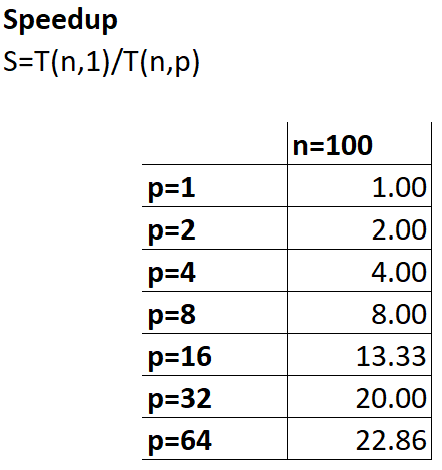 Speedup
S=T(n,1)/T(n,p)
n=100
p=1 1.00
p=2 2.00
p=4 4.00
p=8 8.00
p=16 13.33
p=32 20.00
p=64 22.86